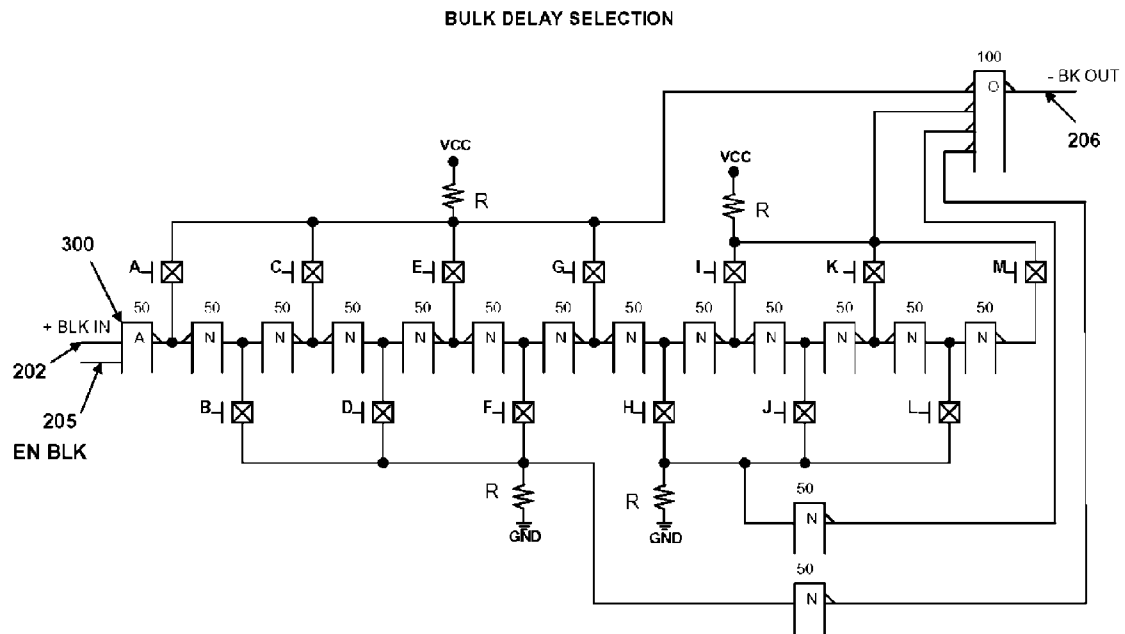 BULK DELAY SELECTION
100
O
- BK OUT
206
VCC
R
VCC
R
300
A
C
E
G
I
K
M
50 50 50 50 50 50 50 50 50 50 50 50 50
+ BLK IN
A N N N N N N N N N N N N
202
205
EN BLK
B
D
F
H
J
L
R
GND
R
GND
50
N
50
N